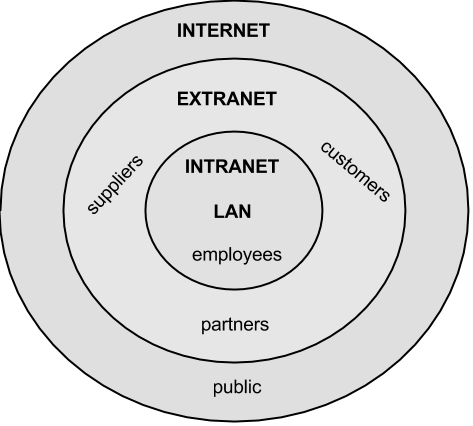 INTERNET
EXTRANET
suppliers
customers
INTRANET
LAN
employees
partners
public